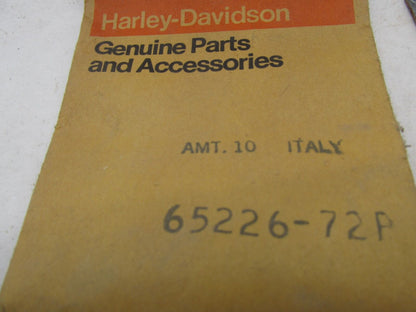 Harley-Davidson
Genuine Parts
and Accessories
AMT. 10 ITALY
65226-72P